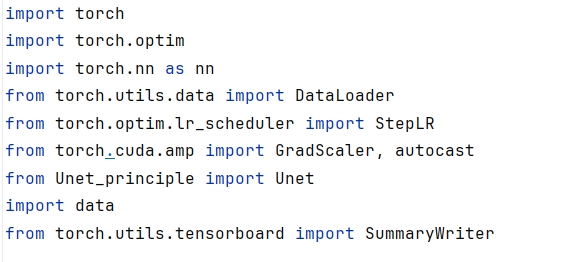 import torch
import torch.optim
import torch.nn as nn
from torch.utils.data import DataLoader
from torch.optim.lr_scheduler import StepLR
from torch.cuda.amp import GradScaler, autocast
from Unet_principle import Unet
import data
from torch.utils.tensorboard import SummaryWriter